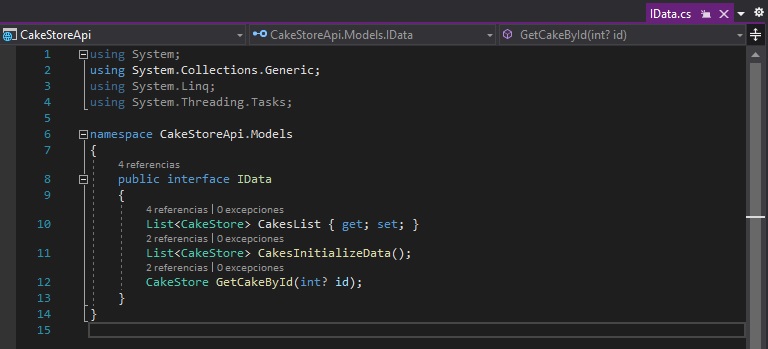 IData.cs
CakeStoreApi
CakeStoreApi.Models.IData
GetCakeById(int? id)
1 using System;
2 using System.Collections.Generic;
3 using System.Linq;
4 using System.Threading.Tasks;
5
6 namespace CakeStoreApi.Models
7 {
4 referencias
8 public interface IData
9 {
4 referencias | 0 excepciones
10 List<CakeStore> CakesList { get; set; }
2 referencias | 0 excepciones
11 List<CakeStore> CakesInitializeData();
2 referencias | 0 excepciones
12 CakeStore GetCakeById(int? id);
13 }
14 }
15